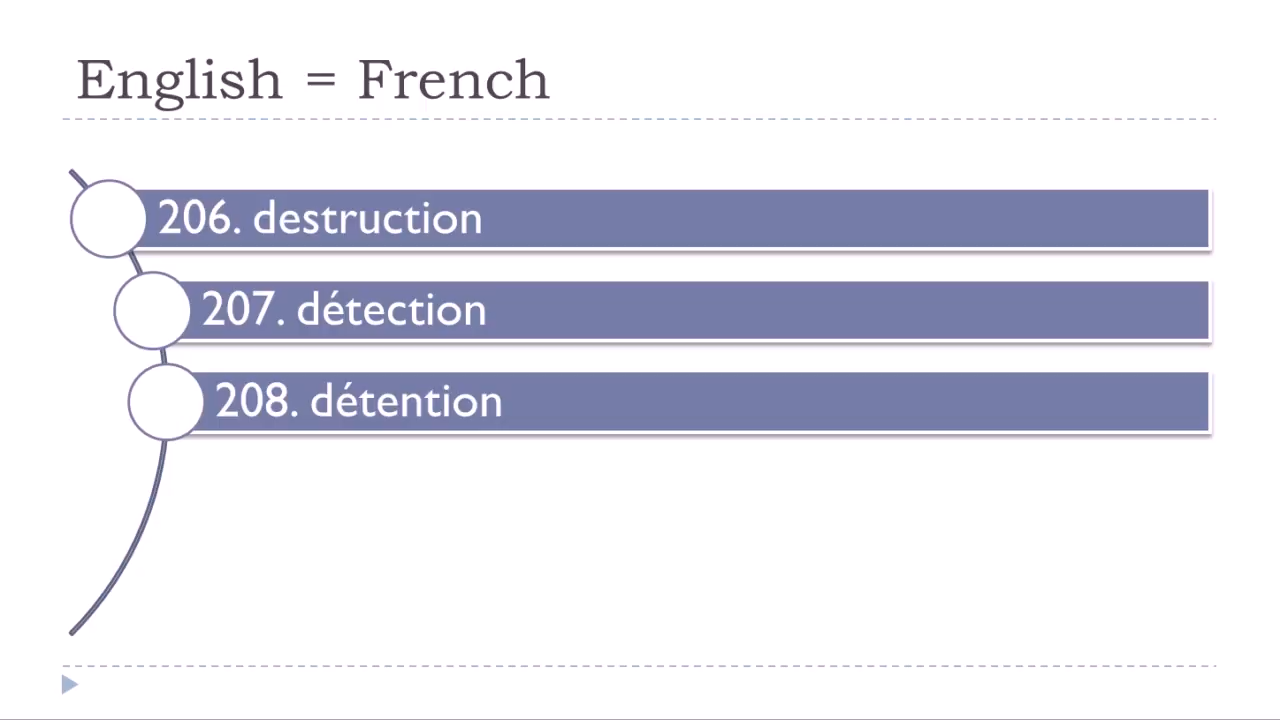 English = French
206. destruction
207. détection
208. détention